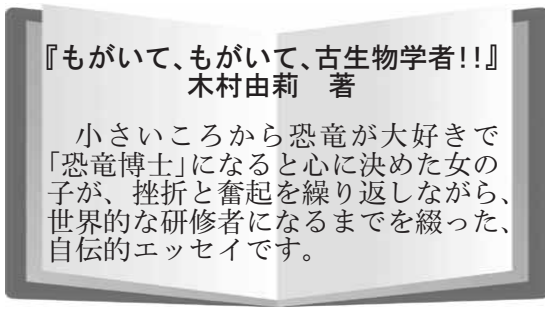 『もがいて、もがいて、古生物学者!!』
木村由莉　著
　小さいころから恐竜が大好きで
「恐竜博士」になると心に決めた女の
子が、挫折と奮起を繰り返しながら、
世界的な研修者になるまでを綴った、
自伝的エッセイです。